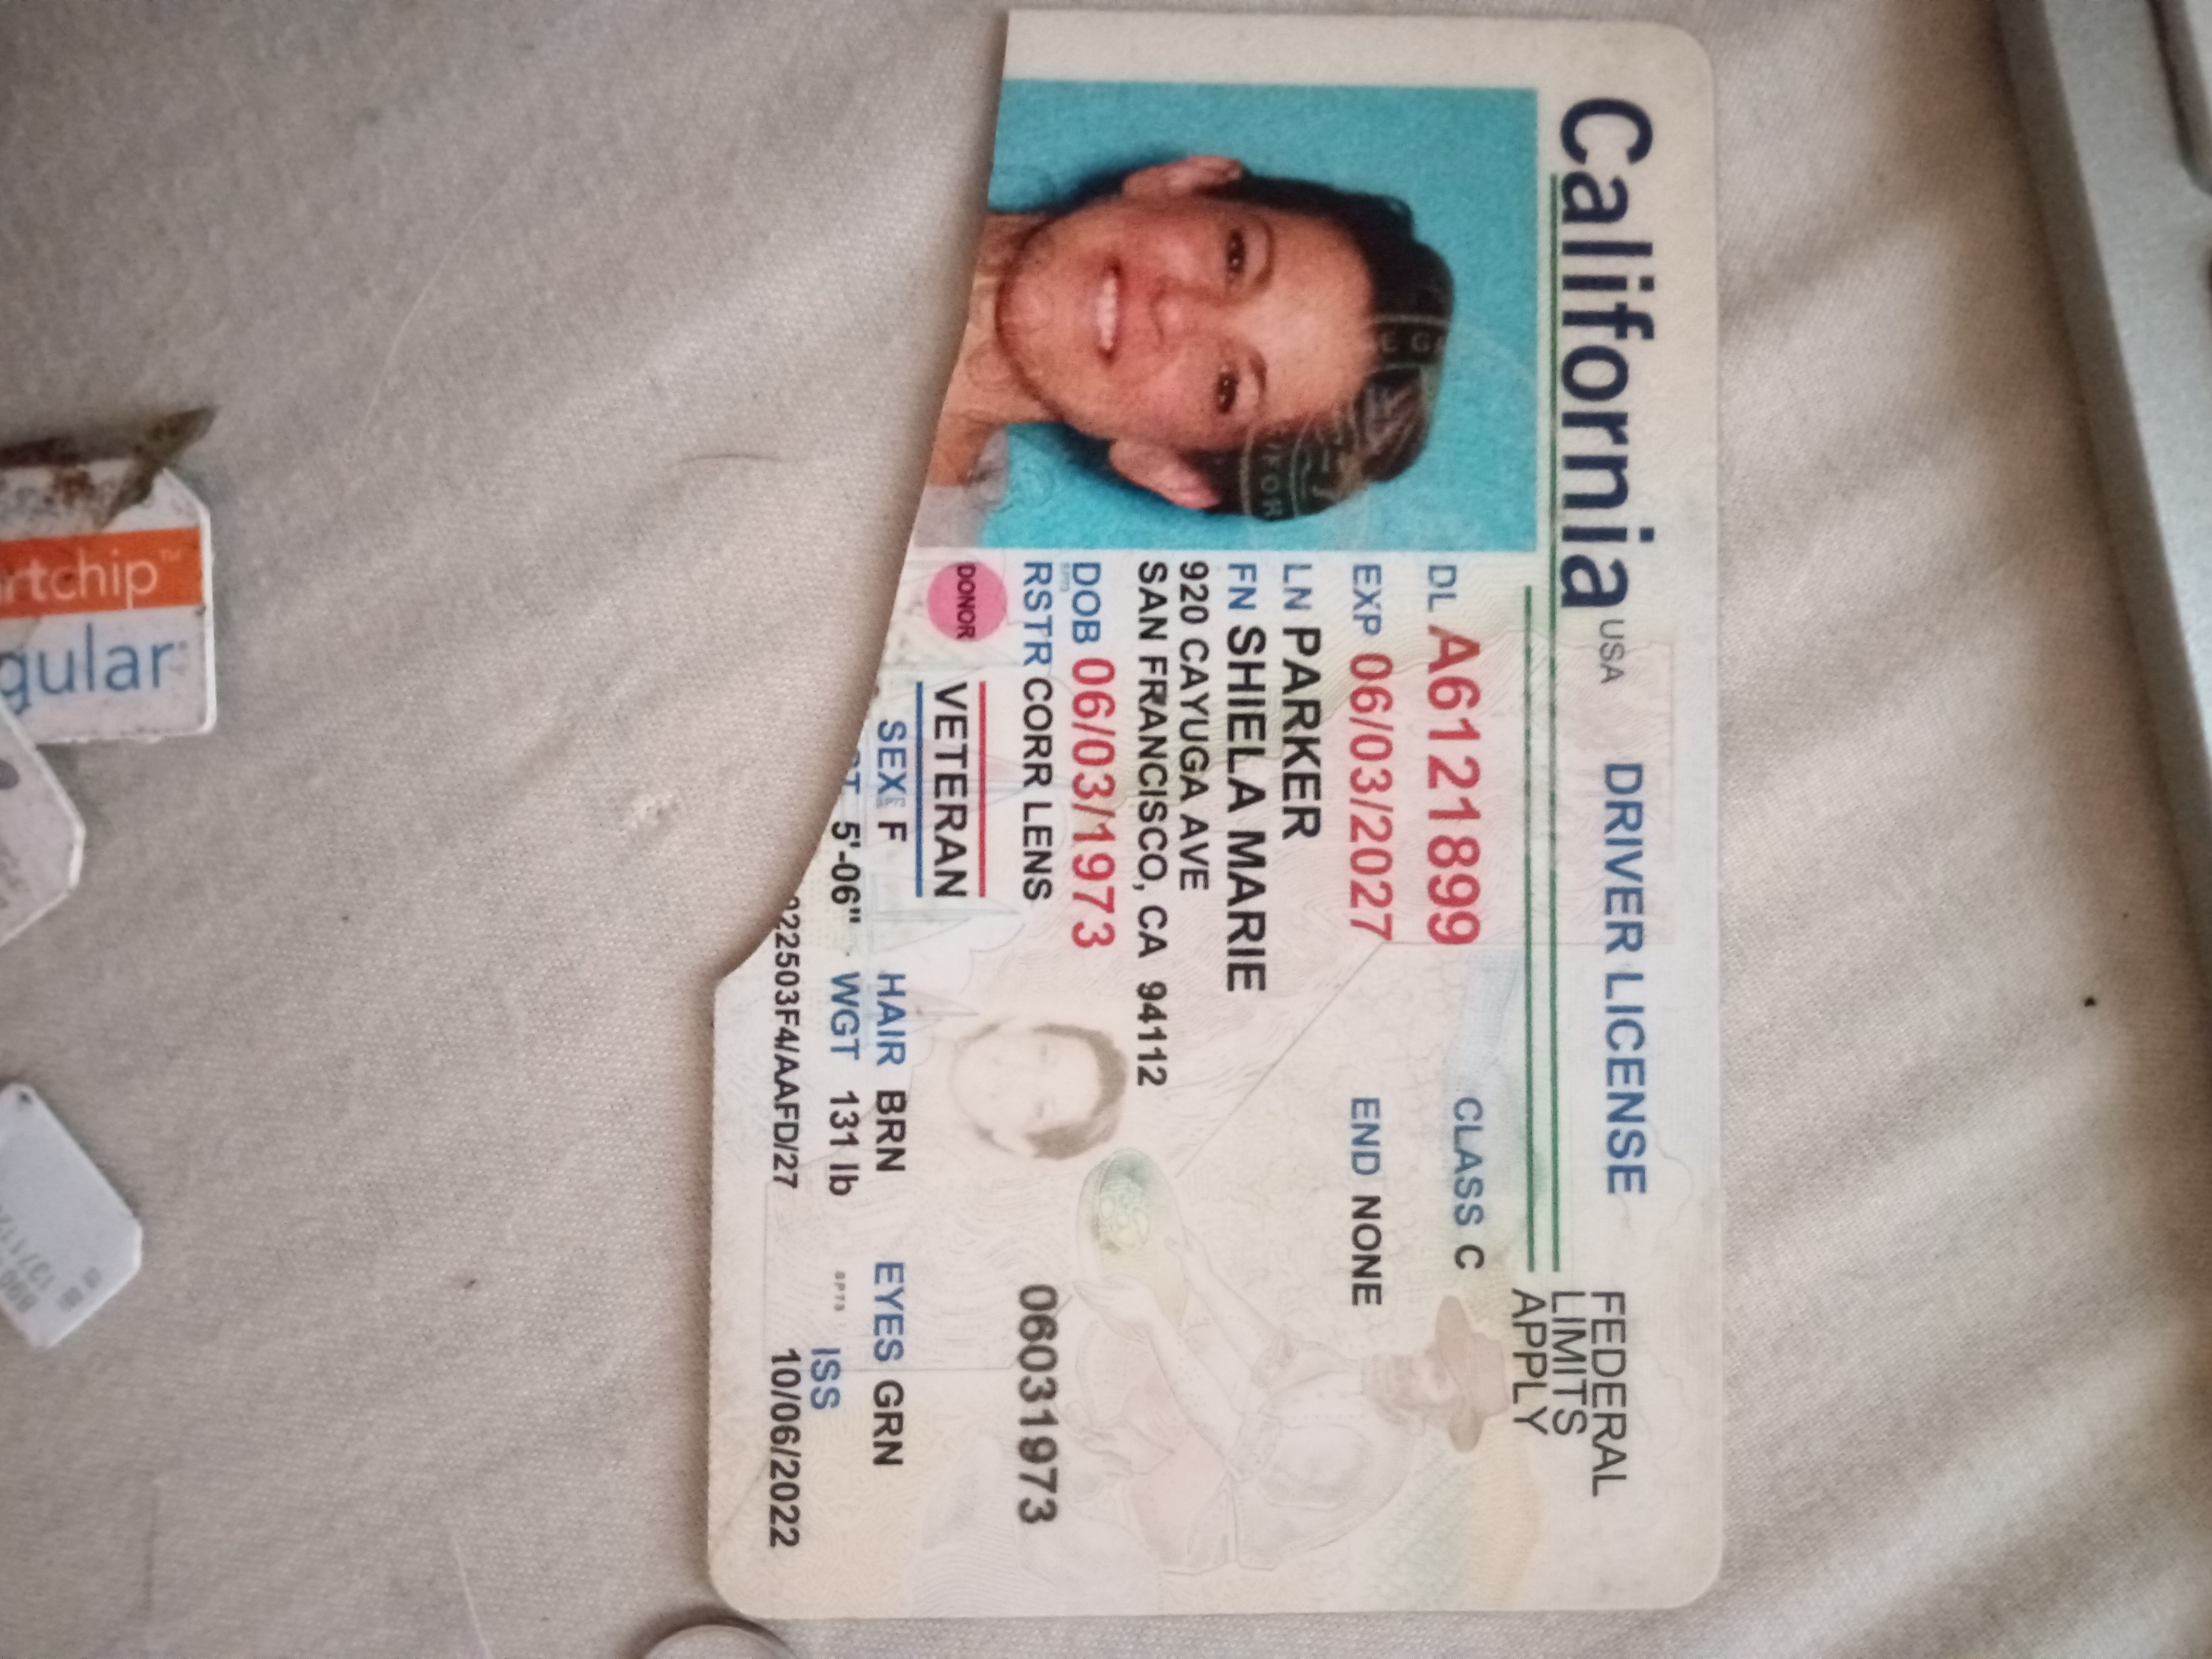 California USA DRIVER LICENSE
FEDERAL
LIMITS
APPLY
DL A6121899
CLASS C
EXP 06/03/2027
END NONE
LN PARKER
FN SHIELA MARIE
920 CAYUGA AVE
SAN FRANCISCO, CA 94112
DOB 06/03/1973
RSTR CORR LENS
06031973
DONOR
VETERAN
SEX F HAIR BRN EYES GRN
5'-06" WGT 131 lb ISS
22503F4/AAFD/27 10/06/2022
rtchip™
gular